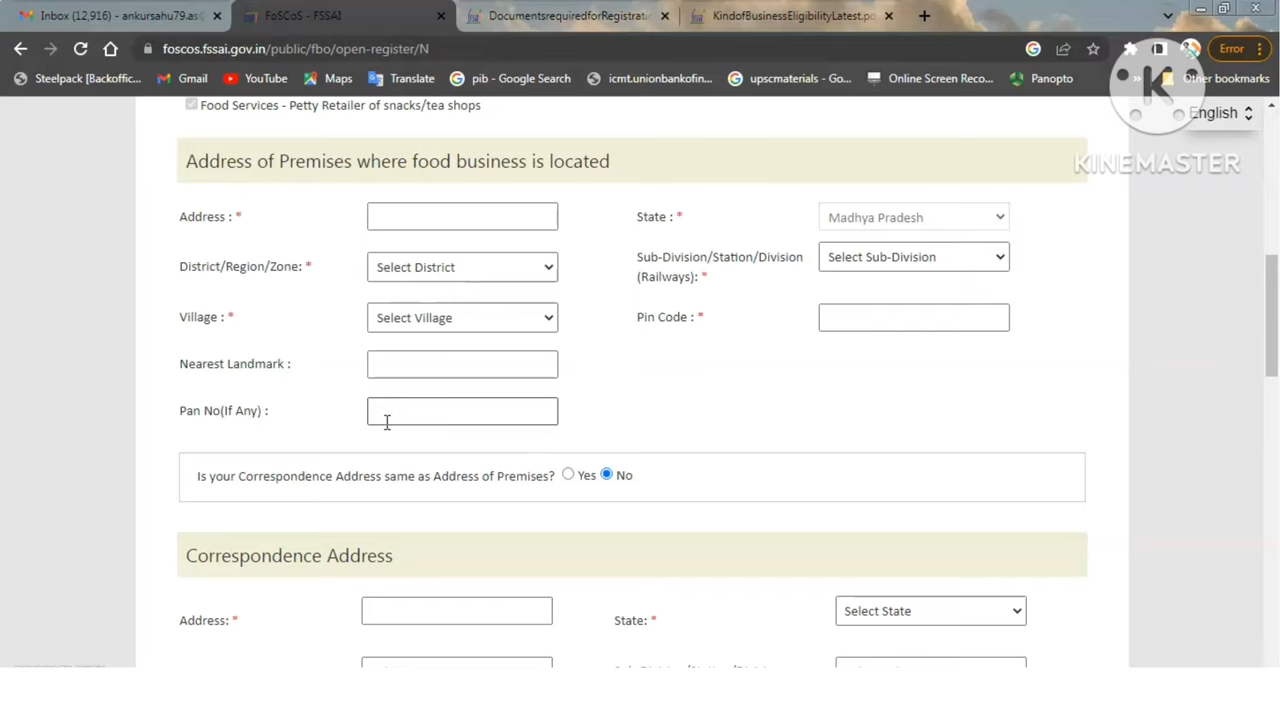 Inbox (12,916) - ankursahu79.as@
FoSCoS - FSSAI
DocumentsrequiredforRegistratio
KindofBusinessEligibilityLatest.pd
foscos.fssai.gov.in/public/fbo/open-register/N
Error
Steelpack [Backoffic...
Gmail
YouTube
Maps
Translate
pib - Google Search
icmt.unionbankofin...
upscmaterials - Go...
Online Screen Reco...
Panopto
Other bookmarks
Food Services - Petty Retailer of snacks/tea shops
English
K
KINEMASTER
Address of Premises where food business is located
Address : *
State : *
Madhya Pradesh
District/Region/Zone: *
Select District
Sub-Division/Station/Division
(Railways): *
Select Sub-Division
Village : *
Select Village
Pin Code : *
Nearest Landmark :
Pan No(If Any) :
Is your Correspondence Address same as Address of Premises? Yes No
Correspondence Address
Address: *
State: *
Select State